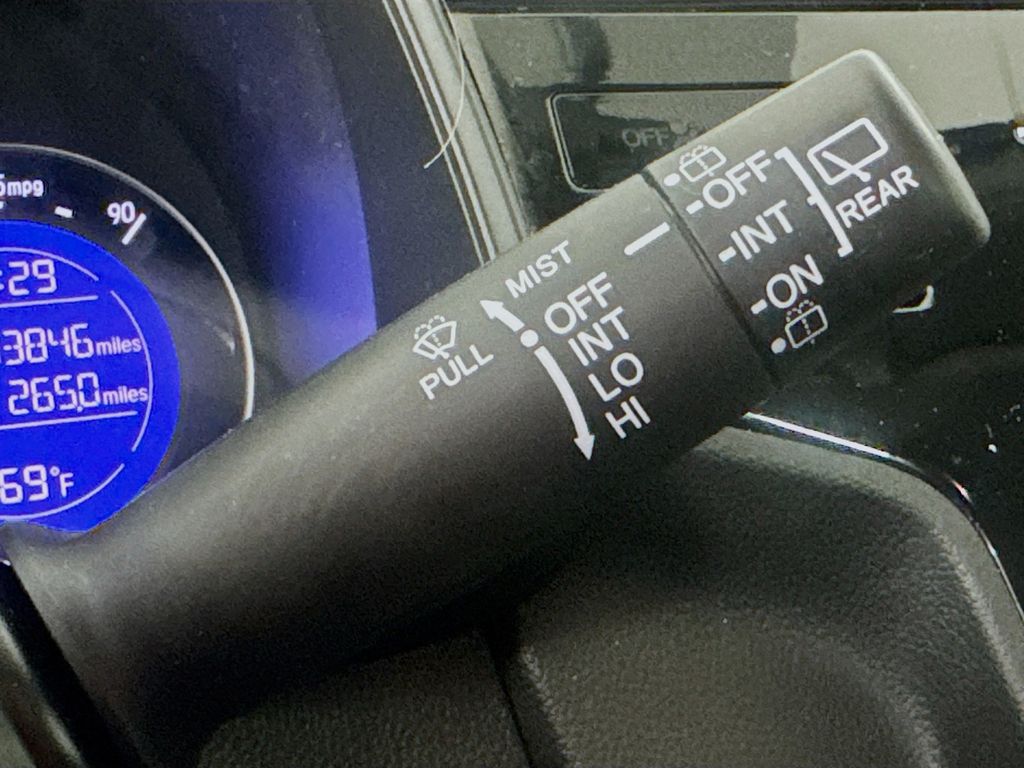 mpg
90
:29
3846 miles
265.0 miles
69°F
OFF
MIST
OFF
INT
LO
HI
PULL
-OFF
-INT
-ON
REAR